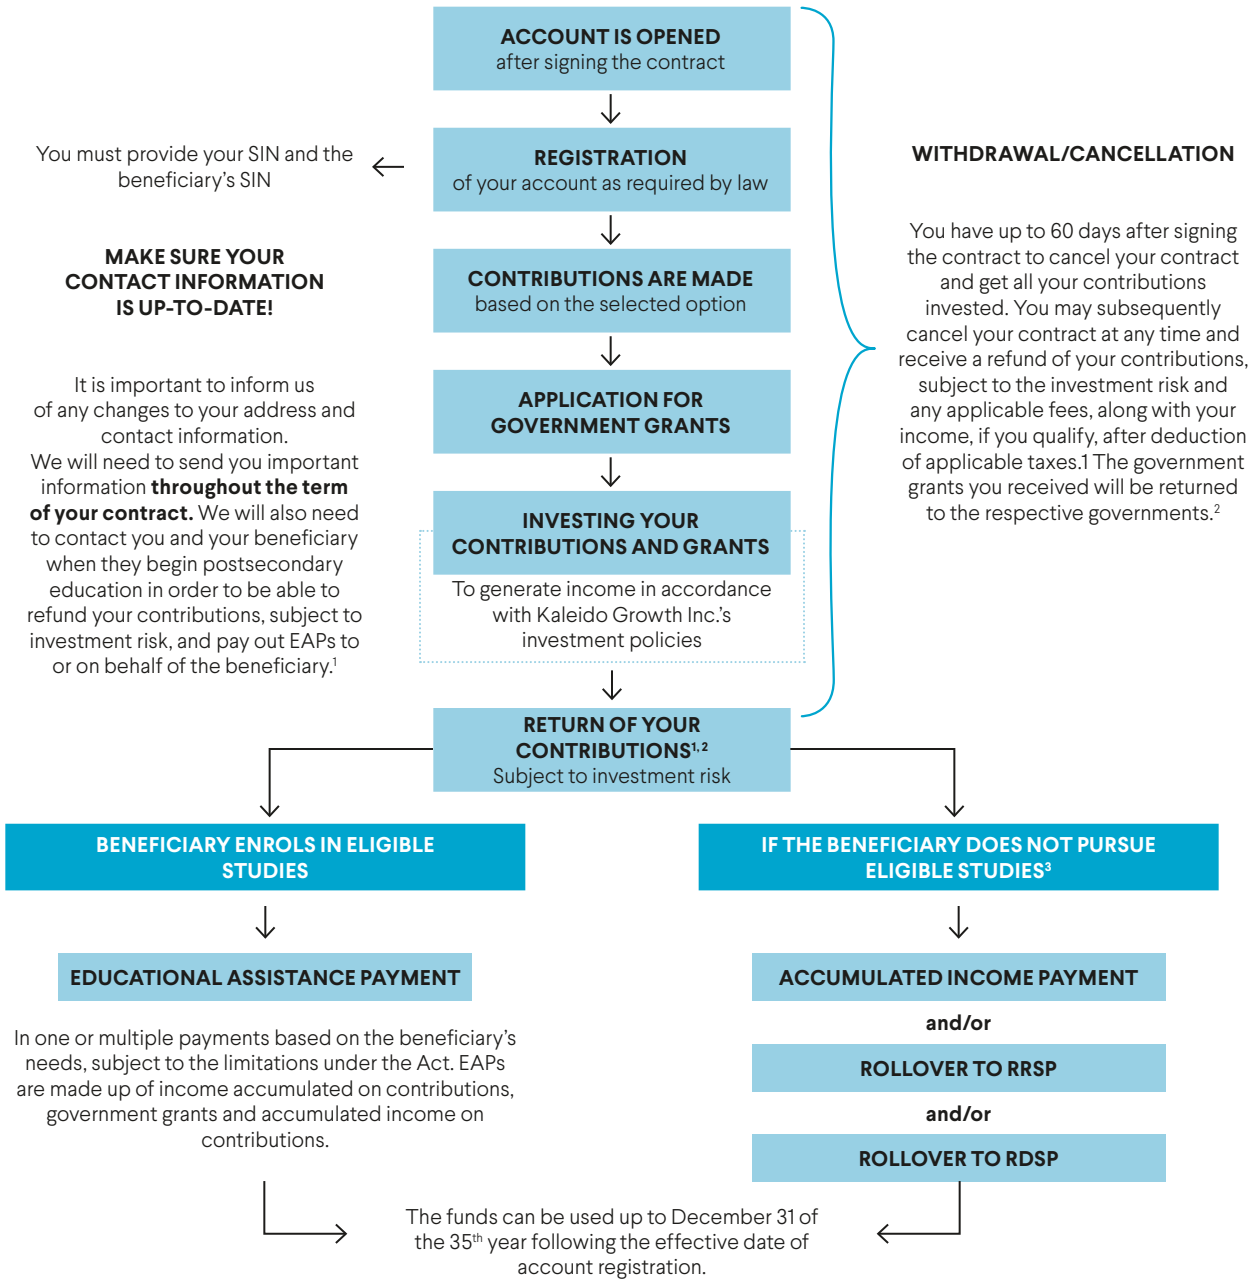 ACCOUNT IS OPENED
after signing the contract
REGISTRATION
of your account as required by law
You must provide your SIN and the
beneficiary’s SIN
MAKE SURE YOUR
CONTACT INFORMATION
IS UP-TO-DATE!
It is important to inform us
of any changes to your address and
contact information.
We will need to send you important
information throughout the term
of your contract. We will also need
to contact you and your beneficiary
when they begin postsecondary
education in order to be able to
refund your contributions, subject to
investment risk, and pay out EAPs to
or on behalf of the beneficiary.¹
CONTRIBUTIONS ARE MADE
based on the selected option
APPLICATION FOR
GOVERNMENT GRANTS
INVESTING YOUR
CONTRIBUTIONS AND GRANTS
To generate income in accordance
with Kaleido Growth Inc.’s
investment policies
WITHDRAWAL/CANCELLATION
You have up to 60 days after signing
the contract to cancel your contract
and get all your contributions
invested. You may subsequently
cancel your contract at any time and
receive a refund of your contributions,
subject to the investment risk and
any applicable fees, along with your
income, if you qualify, after deduction
of applicable taxes.1 The government
grants you received will be returned
to the respective governments.²
RETURN OF YOUR
CONTRIBUTIONS¹,²
Subject to investment risk
BENEFICIARY ENROLS IN ELIGIBLE
STUDIES
EDUCATIONAL ASSISTANCE PAYMENT
In one or multiple payments based on the beneficiary’s
needs, subject to the limitations under the Act. EAPs
are made up of income accumulated on contributions,
government grants and accumulated income on
contributions.
IF THE BENEFICIARY DOES NOT PURSUE
ELIGIBLE STUDIES³
ACCUMULATED INCOME PAYMENT
and/or
ROLLOVER TO RRSP
and/or
ROLLOVER TO RDSP
The funds can be used up to December 31 of
the 35th year following the effective date of
account registration.